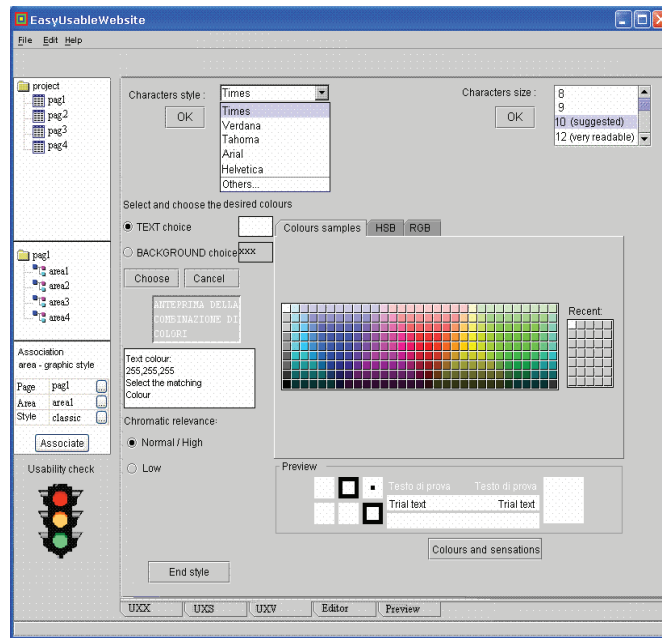 EasyUsableWebsite
File Edit Help
project
pag1
pag2
pag3
pag4
Characters style :
Times
OK
Times
Verdana
Tahoma
Arial
Helvetica
Others...
Characters size :
OK
8
9
10 (suggested)
12 (very readable)
Select and choose the desired colours
TEXT choice
BACKGROUND choice
xxx
Choose Cancel
ANTEPRIMA DELLA
COMBINAZIONE DI
COLORI
Text colour:
255,255,255
Select the matching
Colour
Chromatic relevance:
Normal / High
Low
Colours samples HSB RGB
Recent:
pag1
area1
area2
area3
area4
Association
area - graphic style
Page pag1 ...
Area area1 ...
Style classic ...
Associate
Usability check
Preview
Testo di prova Testo di prova
Trial text Trial text
Colours and sensations
End style
UXX UXS UXV Editor Preview